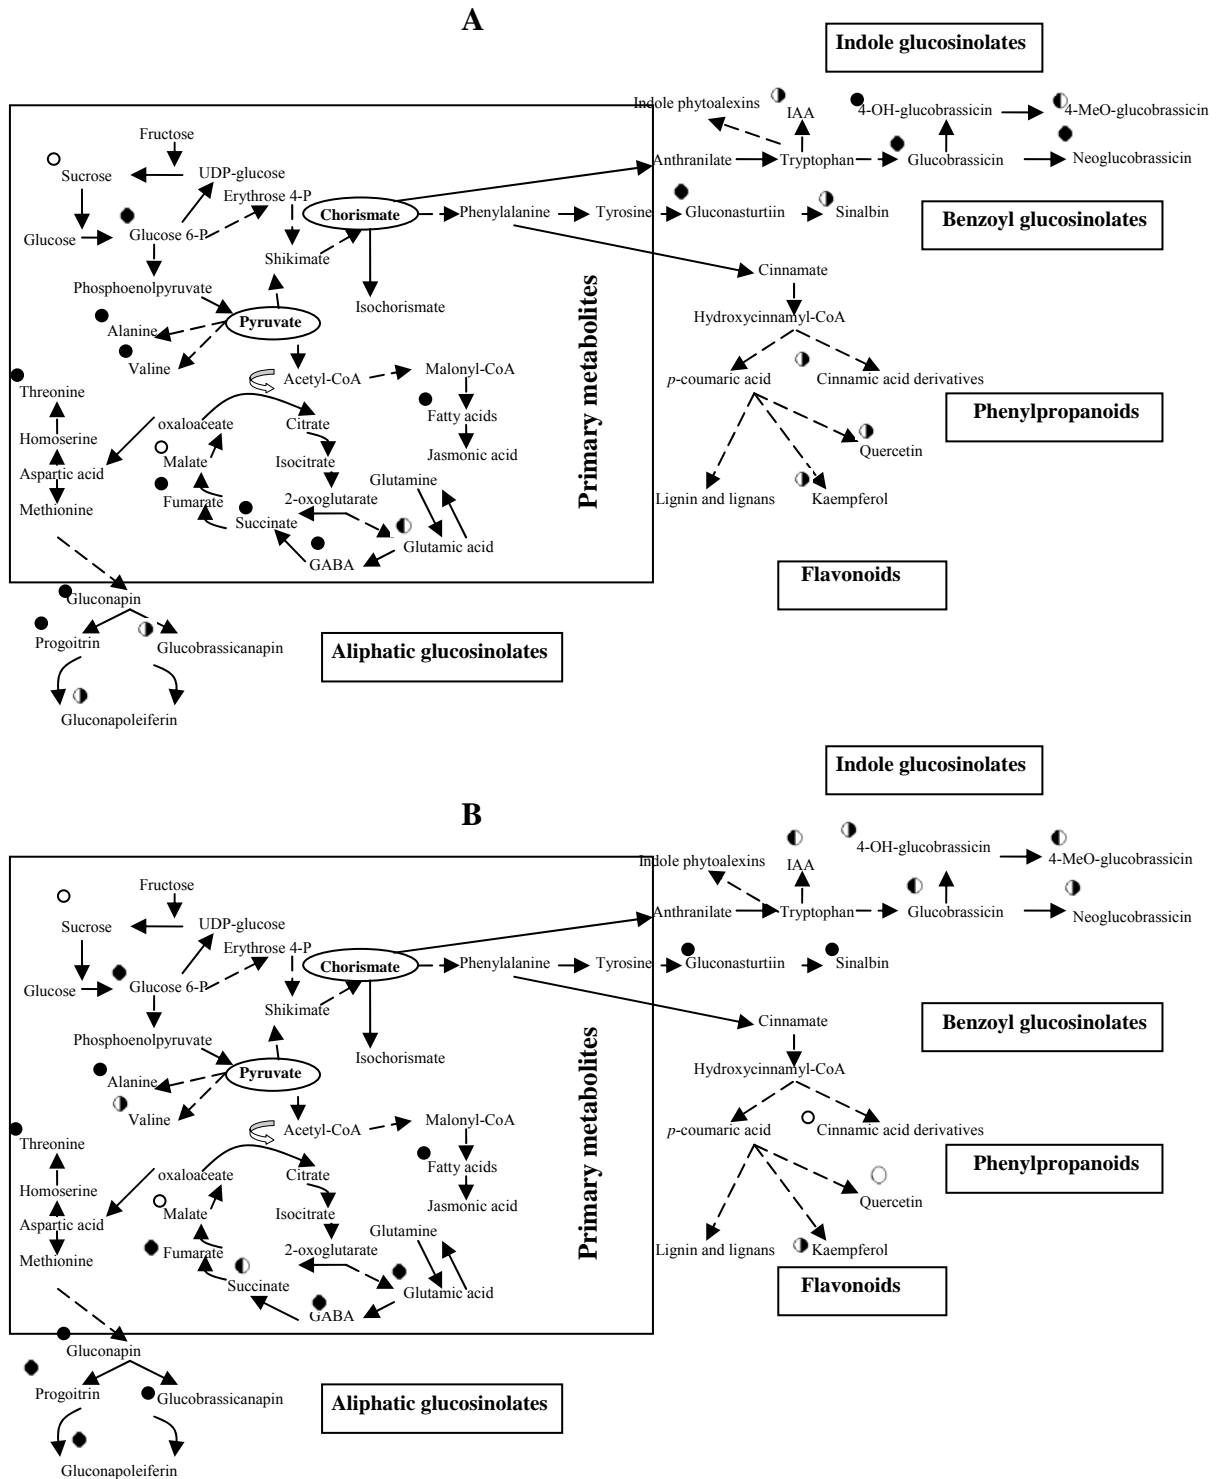 A
Indole glucosinolates
Indole phytoalexins
IAA
4-OH-glucobrassicin
4-MeO-glucobrassicin
Fructose
Sucrose
UDP-glucose
Erythrose 4-P
Anthranilate
Tryptophan
Glucobrassicin
Neoglucobrassicin
Chorismate
Phenylalanine
Tyrosine
Gluconasturtiin
Sinalbin
Benzoyl glucosinolates
Glucose
Glucose 6-P
Shikimate
Cinnamate
Phosphoenolpyruvate
Isochorismate
Primary metabolites
Hydroxycinnamyl-CoA
Alanine
Pyruvate
Valine
Acetyl-CoA
Malonyl-CoA
p-coumaric acid
Cinnamic acid derivatives
Threonine
Phenylpropanoids
oxaloaceate
Citrate
Fatty acids
Homoserine
Quercetin
Malate
Isocitrate
Jasmonic acid
Aspartic acid
Glutamine
Methionine
Fumarate
2-oxoglutarate
Lignin and lignans
Kaempferol
Succinate
Glutamic acid
GABA
Flavonoids
Gluconapin
Progoitrin
Glucobrassicanapin
Aliphatic glucosinolates
Gluconapoleiferin
B
Indole glucosinolates
Indole phytoalexins
IAA
4-OH-glucobrassicin
4-MeO-glucobrassicin
Fructose
Sucrose
UDP-glucose
Erythrose 4-P
Anthranilate
Tryptophan
Glucobrassicin
Neoglucobrassicin
Chorismate
Phenylalanine
Tyrosine
Gluconasturtiin
Sinalbin
Glucose
Glucose 6-P
Shikimate
Cinnamate
Benzoyl glucosinolates
Phosphoenolpyruvate
Isochorismate
Primary metabolites
Hydroxycinnamyl-CoA
Alanine
Pyruvate
Valine
Acetyl-CoA
Malonyl-CoA
p-coumaric acid
Cinnamic acid derivatives
Threonine
Phenylpropanoids
oxaloaceate
Citrate
Fatty acids
Homoserine
Quercetin
Malate
Isocitrate
Jasmonic acid
Aspartic acid
Glutamine
Methionine
Fumarate
2-oxoglutarate
Lignin and lignans
Kaempferol
Succinate
Glutamic acid
Flavonoids
GABA
Gluconapin
Progoitrin
Glucobrassicanapin
Aliphatic glucosinolates
Gluconapoleiferin